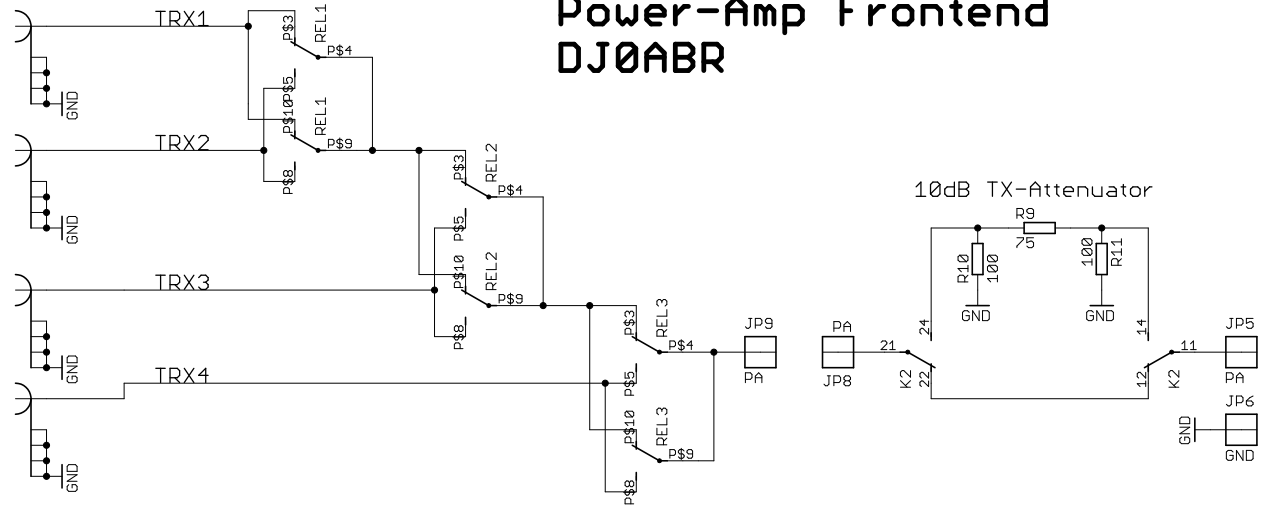 Power-Amp Frontend
DJ0ABR
TRX1
P$3
REL1
P$4
P$5
GND
P$10
REL1
P$9
P$8
TRX2
GND
P$3
REL2
P$4
P$5
P$10
REL2
P$9
P$8
TRX3
GND
P$3
REL3
P$4
P$5
P$10
REL3
P$9
P$8
TRX4
GND
JP9
PA
10dB TX-Attenuator
R9
75
R10
100
100
R11
GND
GND
24
14
PA
21
JP8
K2
22
12
K2
11
JP5
PA
JP6
GND
GND